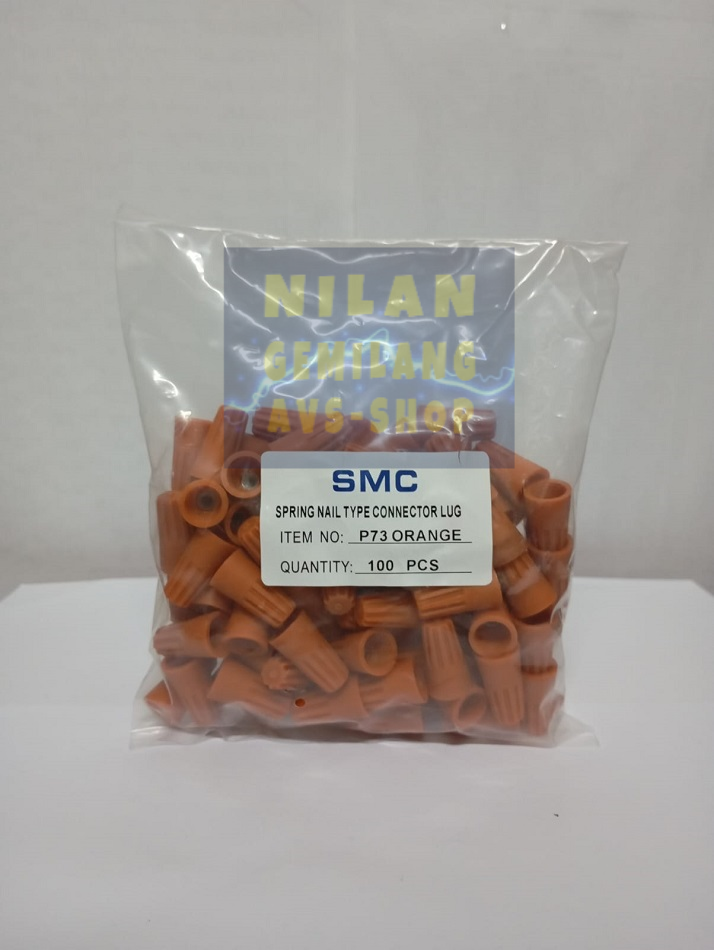 NILAN
GEMILANG
AVS-SHOP
SMC
SPRING NAIL TYPE CONNECTOR LUG
ITEM NO: P73 ORANGE
QUANTITY: 100 PCS